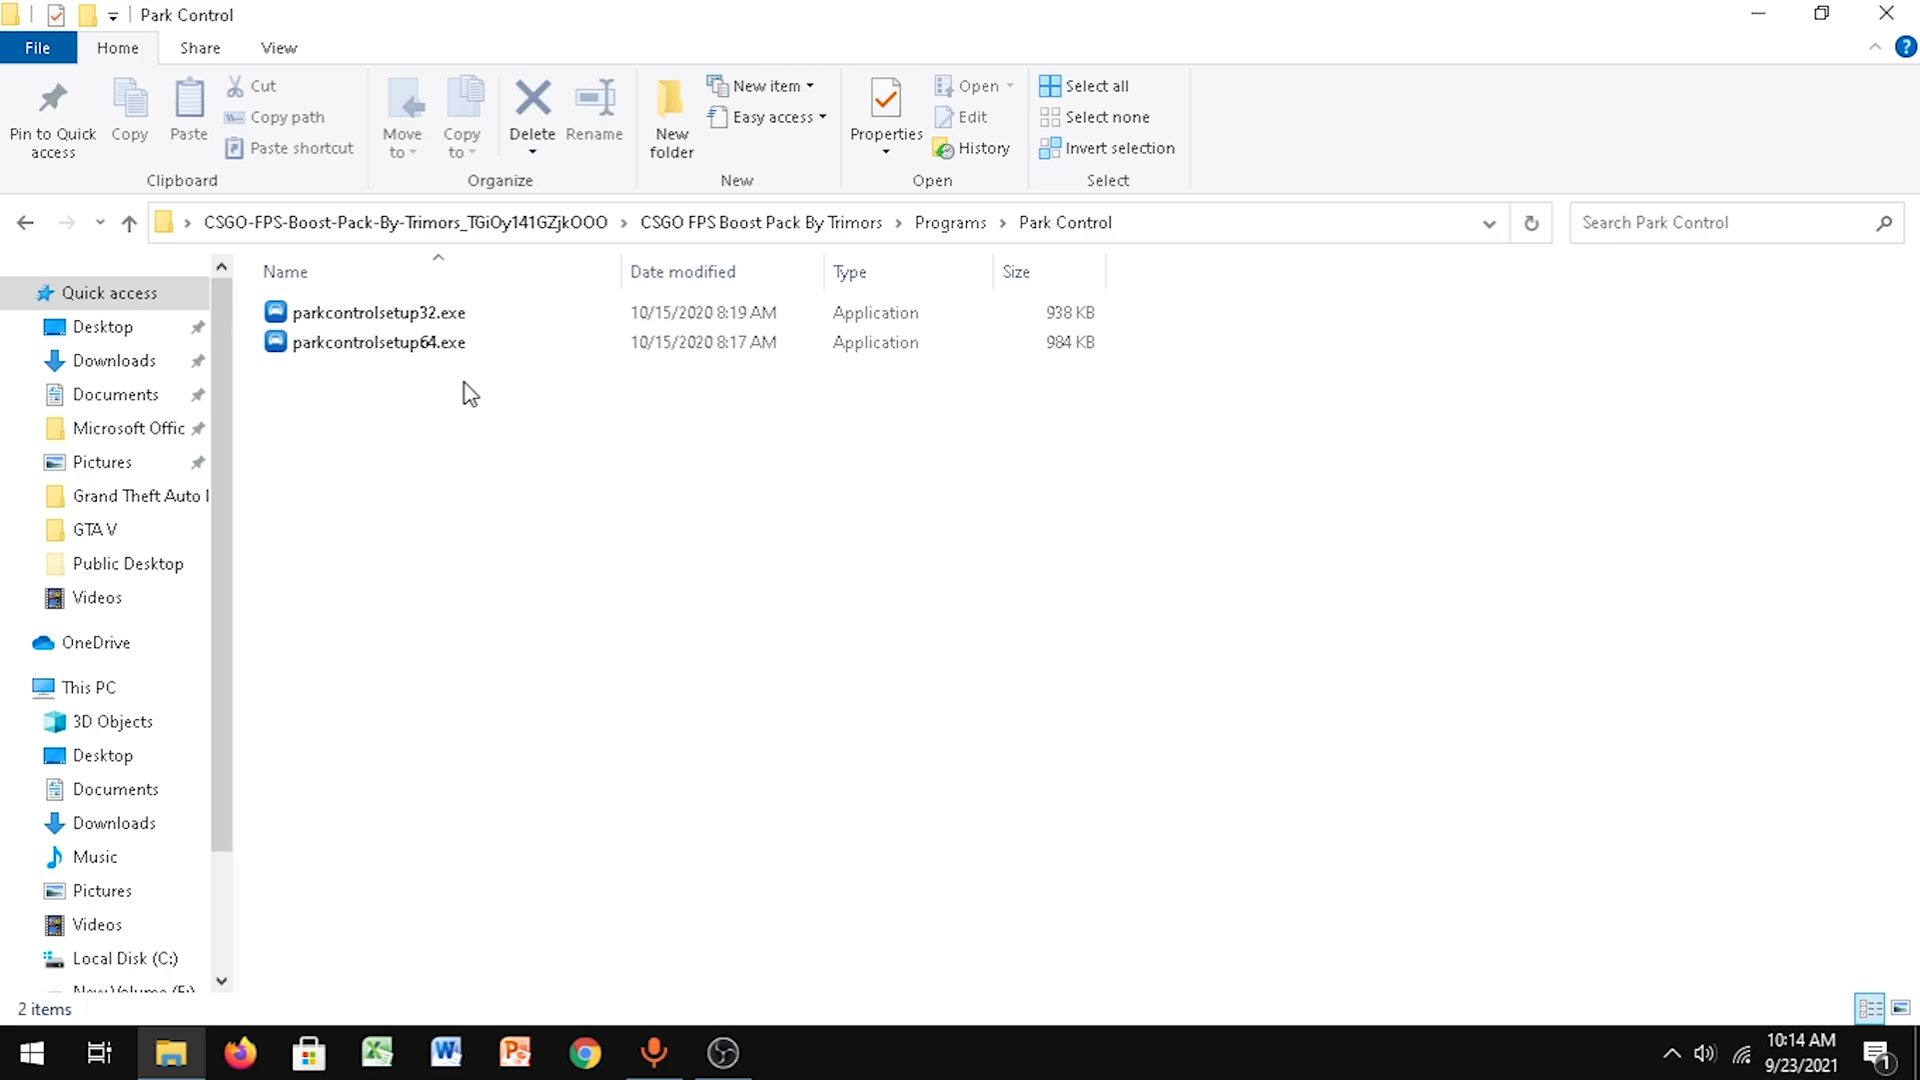 Park Control
File Home Share View
Pin to Quick access
Copy
Paste
Cut
Copy path
Paste shortcut
Clipboard
Move to
Copy to
Delete
Rename
Organize
New folder
New item
Easy access
New
Properties
Open
Edit
History
Open
Select all
Select none
Invert selection
Select
CSGO-FPS-Boost-Pack-By-Trimors_TGiOy141GZjkOOO > CSGO FPS Boost Pack By Trimors > Programs > Park Control
Search Park Control
Name Date modified Type Size
parkcontrolsetup32.exe 10/15/2020 8:19 AM Application 938 KB
parkcontrolsetup64.exe 10/15/2020 8:17 AM Application 984 KB
Quick access
Desktop
Downloads
Documents
Microsoft Offic
Pictures
Grand Theft Auto I
GTA V
Public Desktop
Videos
OneDrive
This PC
3D Objects
Desktop
Documents
Downloads
Music
Pictures
Videos
Local Disk (C:)
2 items
10:14 AM
9/23/2021
1